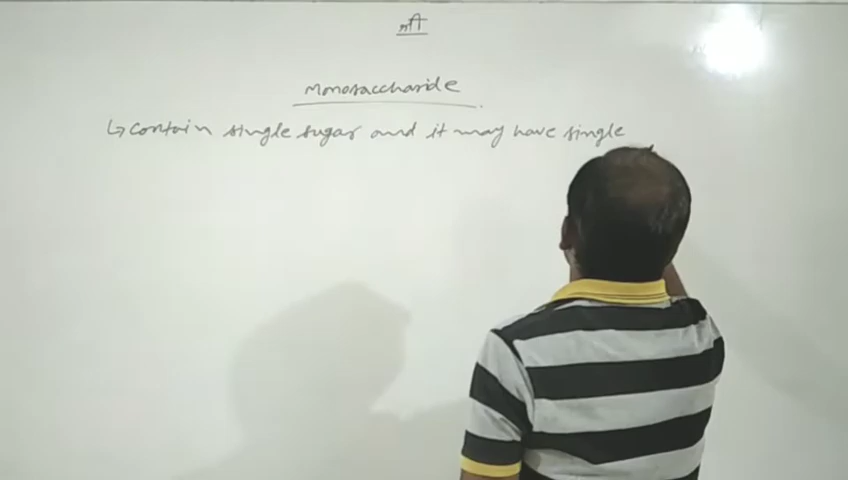 Monosaccharide
↳ Contain single sugar and it may have single